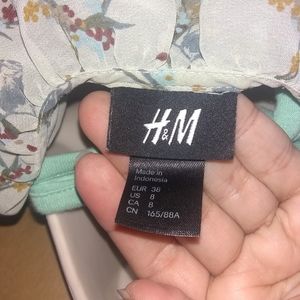 H&M
Made in
Indonesia
EUR 38
US 8
CA 8
CN 165/88A